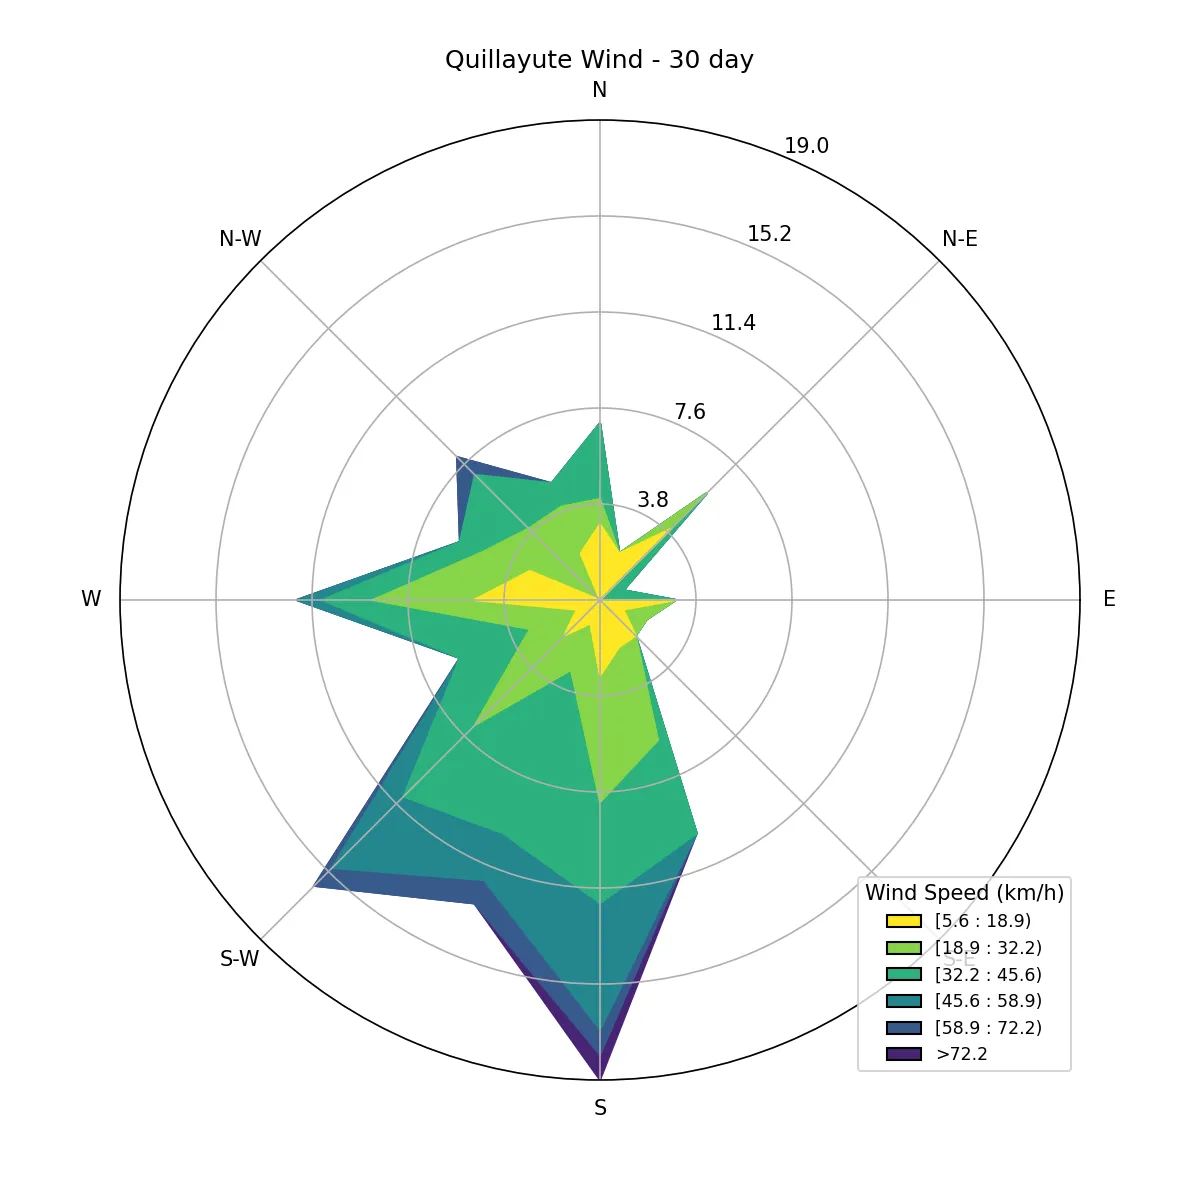 Quillayute Wind - 30 day
N
19.0
15.2
N-W
N-E
11.4
7.6
3.8
W
E
Wind Speed (km/h)
[5.6 : 18.9)
[18.9 : 32.2)
S-W
S-E
[32.2 : 45.6)
[45.6 : 58.9)
[58.9 : 72.2)
>72.2
S